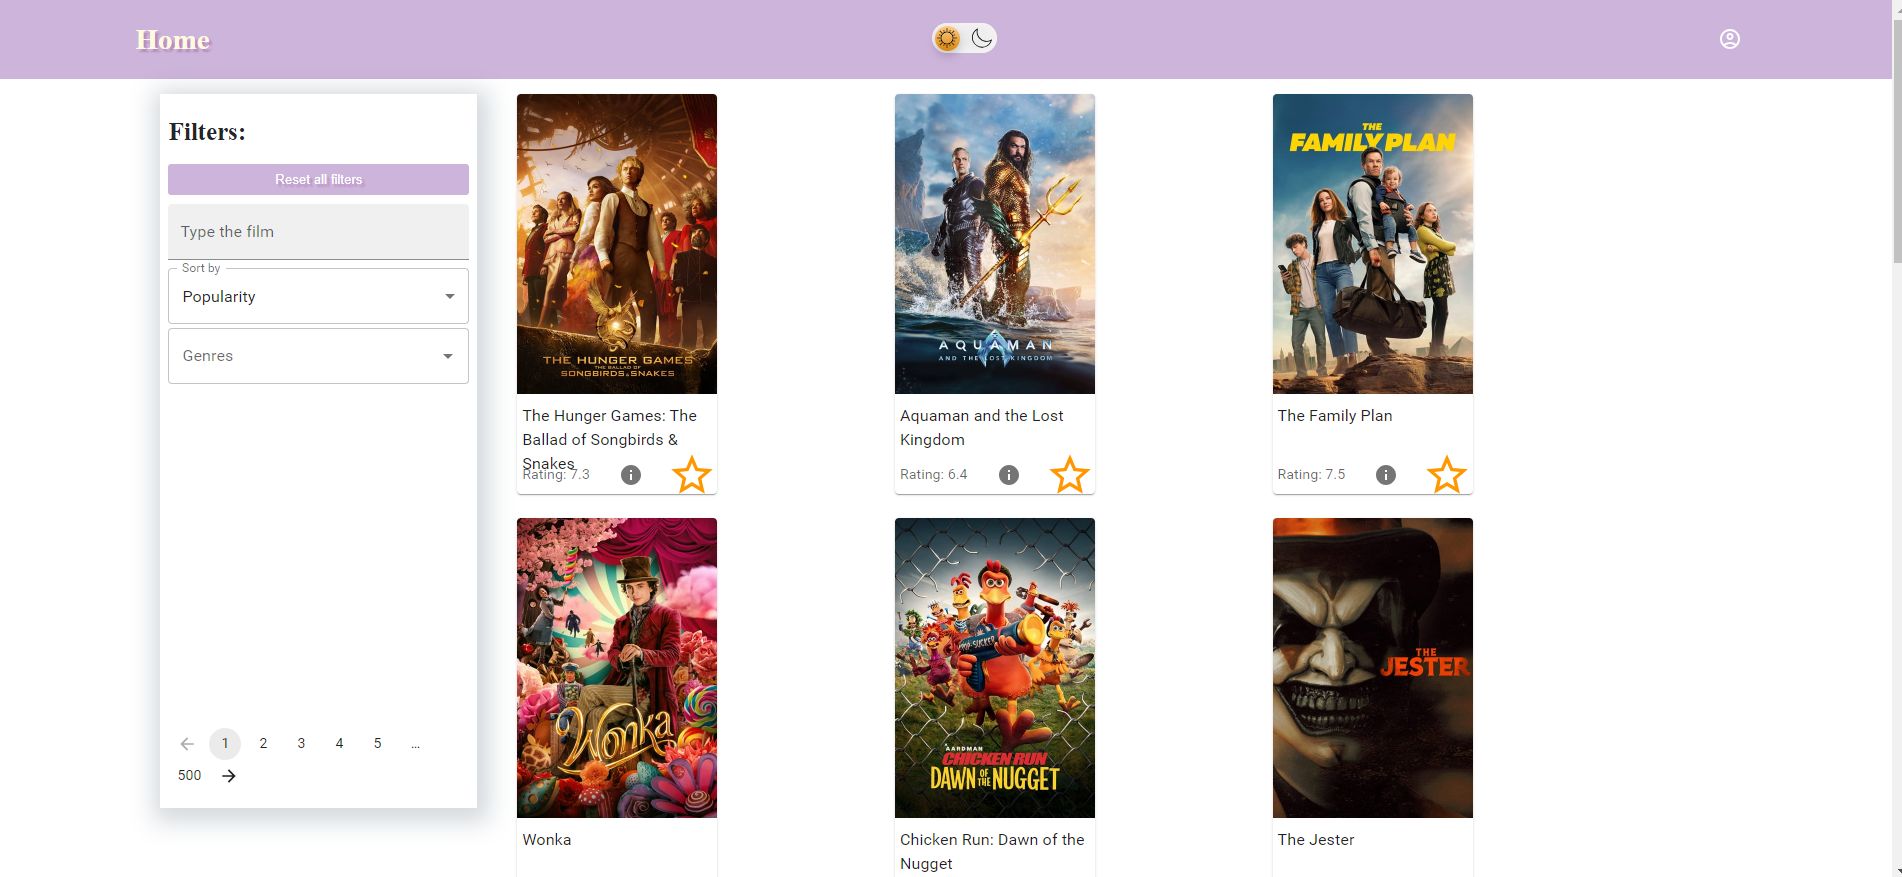 Home
Filters:
Reset all filters
Type the film
Sort by
Popularity
Genres
1 2 3 4 5 ...
500
THE HUNGER GAMES
THE BALLAD OF
SONGBIRDS & SNAKES
The Hunger Games: The
Ballad of Songbirds &
Snakes
Rating: 7.3
AQUAMAN
AND THE LOST KINGDOM
Aquaman and the Lost
Kingdom
Rating: 6.4
THE
FAMILY PLAN
The Family Plan
Rating: 7.5
Wonka
Wonka
AARDMAN
CHICKEN RUN
DAWN OF THE NUGGET
Chicken Run: Dawn of the
Nugget
THE
JESTER
The Jester